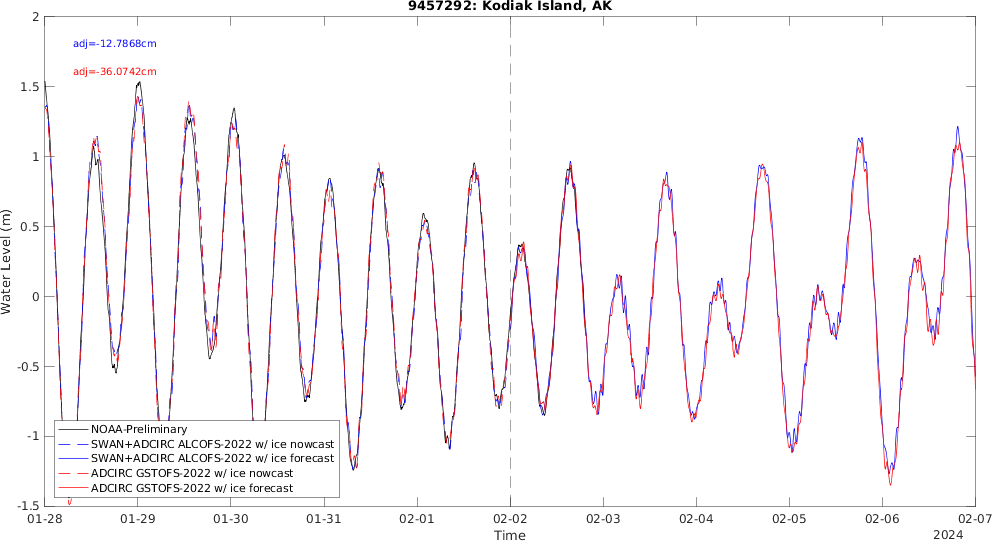 9457292: Kodiak Island, AK
2
1.5
1
0.5
0
-0.5
-1
-1.5
Water Level (m)
adj=-12.7868cm
adj=-36.0742cm
NOAA-Preliminary
SWAN+ADCIRC ALCOFS-2022 w/ ice nowcast
SWAN+ADCIRC ALCOFS-2022 w/ ice forecast
ADCIRC GSTOFS-2022 w/ ice nowcast
ADCIRC GSTOFS-2022 w/ ice forecast
01-28 01-29 01-30 01-31 02-01 02-02 02-03 02-04 02-05 02-06 02-07
Time
2024